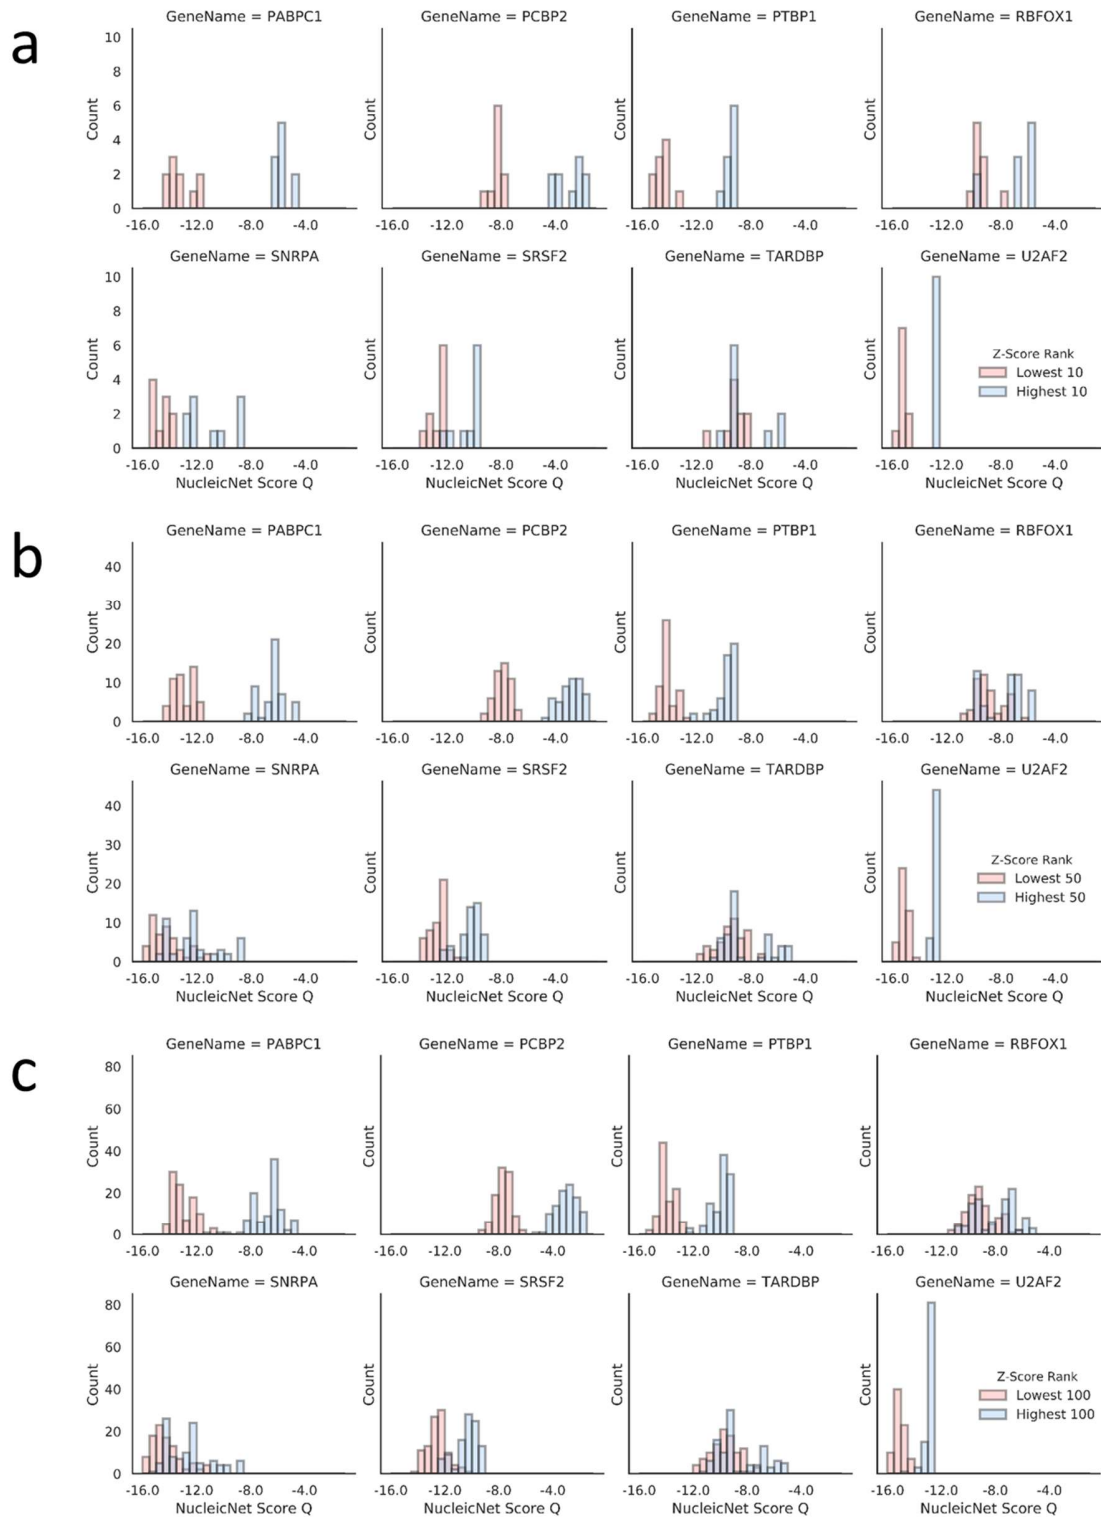 a
GeneName = PABPC1
GeneName = PCBP2
GeneName = PTBP1
GeneName = RBFOX1
10
8
6
4
2
0
Count
Count
Count
Count
-16.0 -12.0 -8.0 -4.0
-16.0 -12.0 -8.0 -4.0
-16.0 -12.0 -8.0 -4.0
-16.0 -12.0 -8.0 -4.0
GeneName = SNRPA
GeneName = SRSF2
GeneName = TARDBP
GeneName = U2AF2
10
8
6
4
2
0
Count
Count
Count
Count
Z-Score Rank
Lowest 10
Highest 10
-16.0 -12.0 -8.0 -4.0
-16.0 -12.0 -8.0 -4.0
-16.0 -12.0 -8.0 -4.0
-16.0 -12.0 -8.0 -4.0
NucleicNet Score Q
NucleicNet Score Q
NucleicNet Score Q
NucleicNet Score Q
b
GeneName = PABPC1
GeneName = PCBP2
GeneName = PTBP1
GeneName = RBFOX1
40
30
20
10
0
Count
Count
Count
Count
-16.0 -12.0 -8.0 -4.0
-16.0 -12.0 -8.0 -4.0
-16.0 -12.0 -8.0 -4.0
-16.0 -12.0 -8.0 -4.0
GeneName = SNRPA
GeneName = SRSF2
GeneName = TARDBP
GeneName = U2AF2
40
30
20
10
0
Count
Count
Count
Count
Z-Score Rank
Lowest 50
Highest 50
-16.0 -12.0 -8.0 -4.0
-16.0 -12.0 -8.0 -4.0
-16.0 -12.0 -8.0 -4.0
-16.0 -12.0 -8.0 -4.0
NucleicNet Score Q
NucleicNet Score Q
NucleicNet Score Q
NucleicNet Score Q
c
GeneName = PABPC1
GeneName = PCBP2
GeneName = PTBP1
GeneName = RBFOX1
80
60
40
20
0
Count
Count
Count
Count
-16.0 -12.0 -8.0 -4.0
-16.0 -12.0 -8.0 -4.0
-16.0 -12.0 -8.0 -4.0
-16.0 -12.0 -8.0 -4.0
GeneName = SNRPA
GeneName = SRSF2
GeneName = TARDBP
GeneName = U2AF2
80
60
40
20
0
Count
Count
Count
Count
Z-Score Rank
Lowest 100
Highest 100
-16.0 -12.0 -8.0 -4.0
-16.0 -12.0 -8.0 -4.0
-16.0 -12.0 -8.0 -4.0
-16.0 -12.0 -8.0 -4.0
NucleicNet Score Q
NucleicNet Score Q
NucleicNet Score Q
NucleicNet Score Q